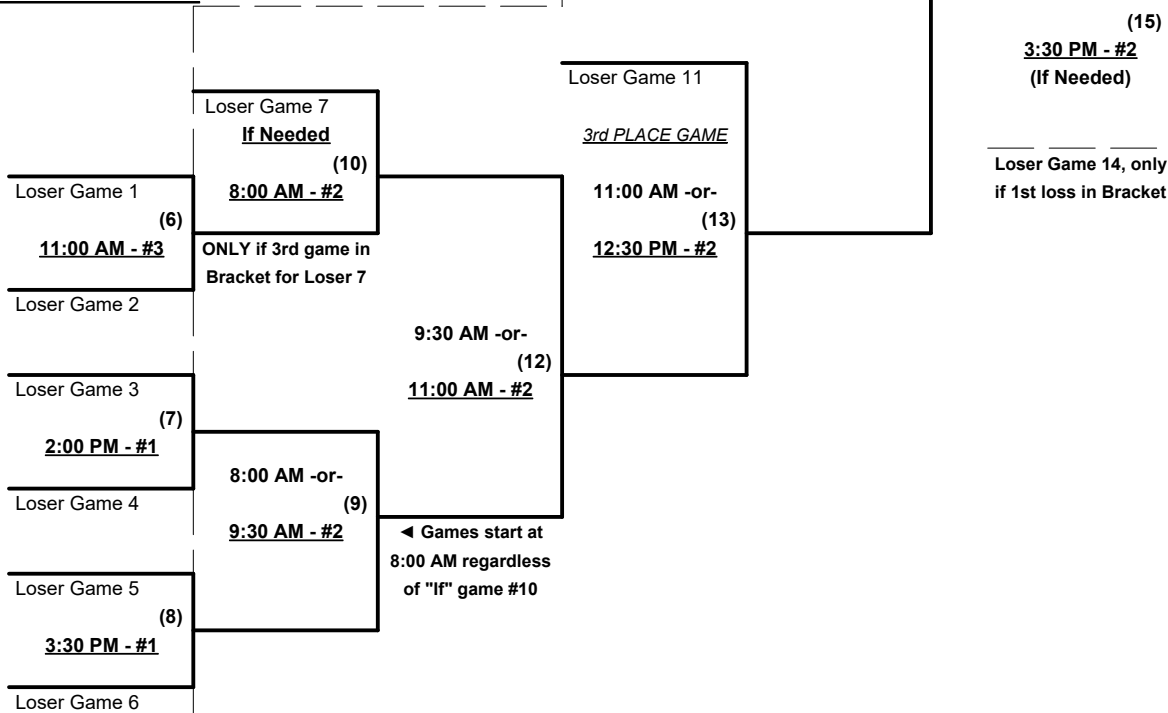 (15)
3:30 PM - #2
(If Needed)
Loser Game 14, only
if 1st loss in Bracket
Loser Game 11
3rd PLACE GAME
11:00 AM -or-
(13)
12:30 PM - #2
Loser Game 7
If Needed
(10)
8:00 AM - #2
ONLY if 3rd game in
Bracket for Loser 7
Loser Game 1
(6)
11:00 AM - #3
Loser Game 2
9:30 AM -or-
(12)
11:00 AM - #2
Loser Game 3
(7)
2:00 PM - #1
Loser Game 4
8:00 AM -or-
(9)
9:30 AM - #2
◄ Games start at
8:00 AM regardless
of "If" game #10
Loser Game 5
(8)
3:30 PM - #1
Loser Game 6